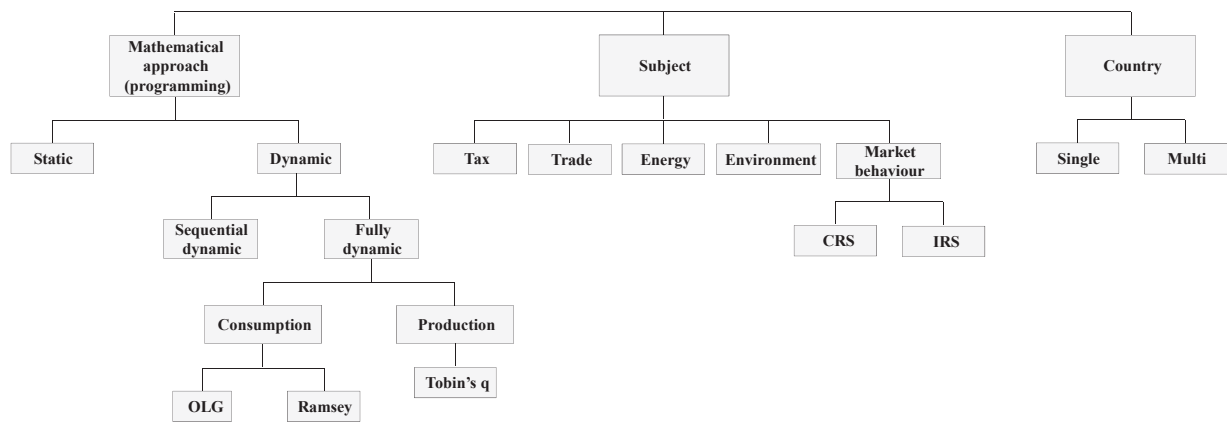 Mathematical
approach
(programming)
Subject
Country
Static
Dynamic
Tax
Trade
Energy
Environment
Market
behaviour
Single
Multi
Sequential
dynamic
Fully
dynamic
CRS
IRS
Consumption
Production
Tobin's q
OLG
Ramsey